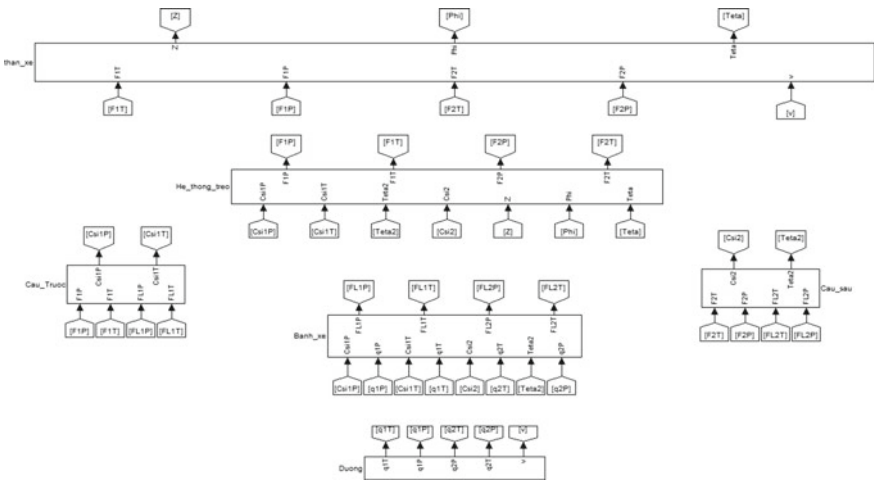 [Z] [Phi] [Teta]
Z Phi Teta
than_xe
F1T F1P F2T F2P v
[F1T] [F1P] [F2T] [F2P] [v]
[F1P] [F1T] [F2P] [F2T]
F1P F1T F2P F2T
He_thong_treo
Csi1P Csi1T Teta2 Csi2 Z Phi Teta
[Csi1P] [Csi1T] [Teta2] [Csi2] [Z] [Phi] [Teta]
[Csi1P] [Csi1T]
Csi1P Csi1T
Cau_Truoc
F1P F1T FL1P FL1T
[F1P] [F1T] [FL1P] [FL1T]
[Csi2] [Teta2]
Csi2 Teta2
Cau_sau
F2T F2P FL2T FL2P
[F2T] [F2P] [FL2T] [FL2P]
[FL1P] [FL1T] [FL2P] [FL2T]
FL1P FL1T FL2P FL2T
Banh_xe
Csi1P q1P Csi1T q1T Csi2 q2T Teta2 q2P
[Csi1P] [q1P] [Csi1T] [q1T] [Csi2] [q2T] [Teta2] [q2P]
[q1T] [q1P] [q2T] [q2P] [v]
q1T q1P q2P q2T v
Duong